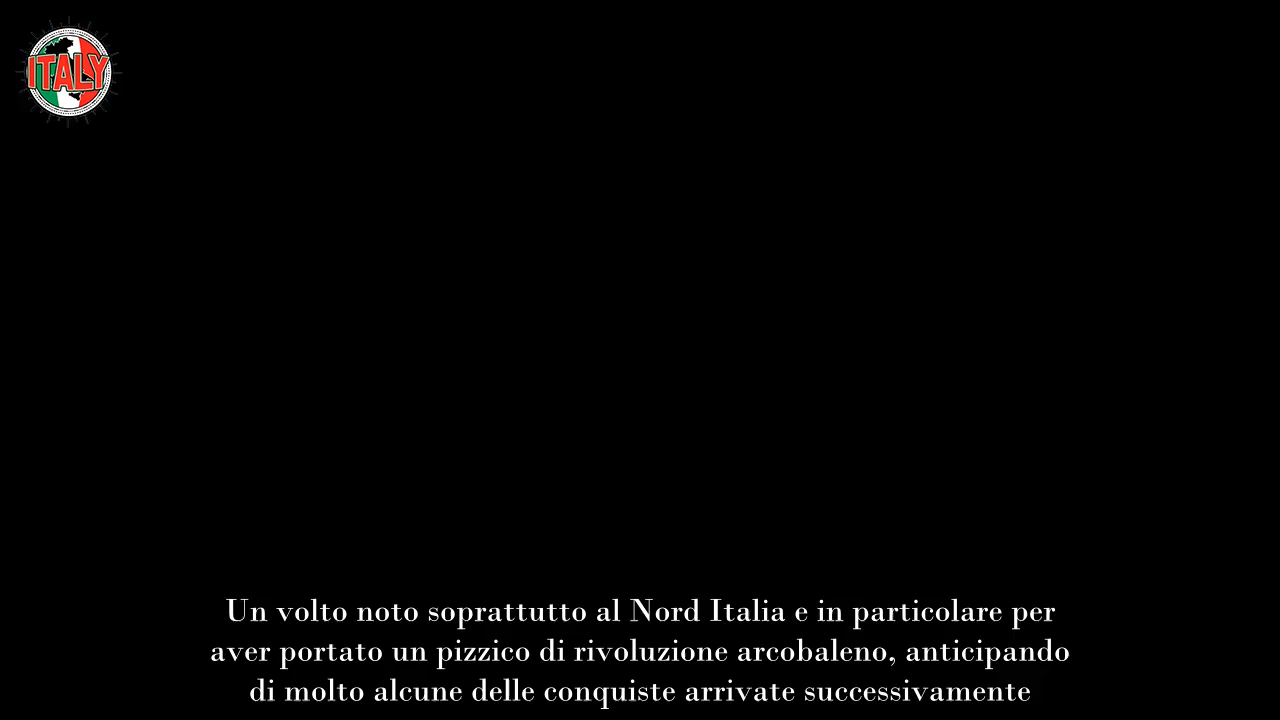 ITALY
Un volto noto soprattutto al Nord Italia e in particolare per
aver portato un pizzico di rivoluzione arcobaleno, anticipando
di molto alcune delle conquiste arrivate successivamente